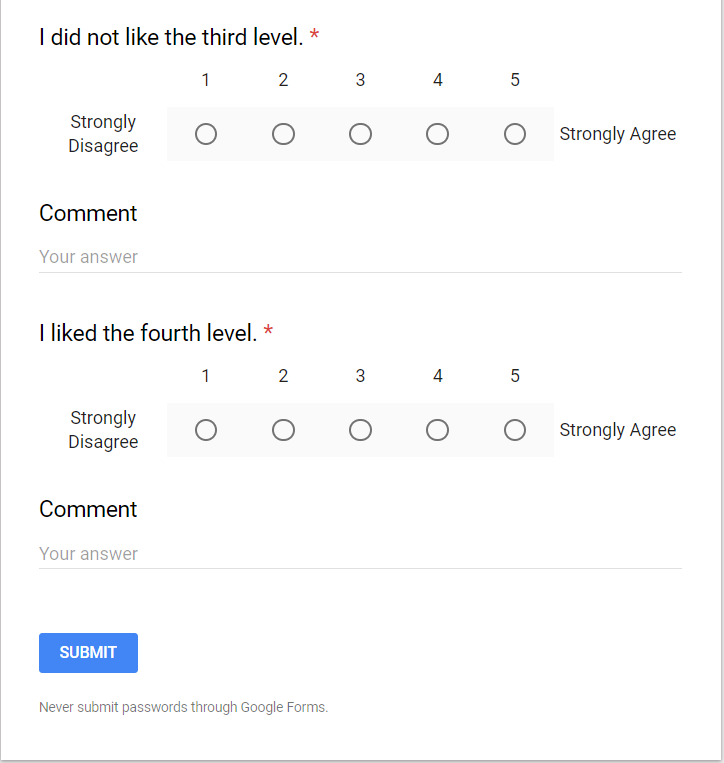 I did not like the third level. *
1 2 3 4 5
Strongly
Disagree
Strongly Agree
Comment
Your answer
I liked the fourth level. *
1 2 3 4 5
Strongly
Disagree
Strongly Agree
Comment
Your answer
SUBMIT
Never submit passwords through Google Forms.